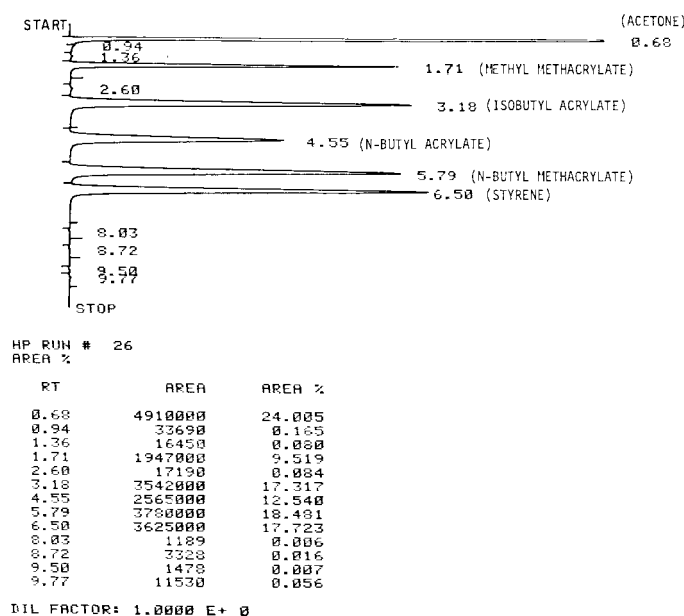 START
(ACETONE)
0.68
0.94
1.36
1.71 (METHYL METHACRYLATE)
2.60
3.18 (ISOBUTYL ACRYLATE)
4.55 (N-BUTYL ACRYLATE)
5.79 (N-BUTYL METHACRYLATE)
6.50 (STYRENE)
8.03
8.72
9.50
9.77
STOP
HP RUN # 26
AREA %
RT AREA AREA %
0.68 4910000 24.005
0.94 33690 0.165
1.36 16450 0.080
1.71 1947000 9.519
2.60 17190 0.084
3.18 3542000 17.317
4.55 2565000 12.540
5.79 3780000 18.481
6.50 3625000 17.723
8.03 1189 0.006
8.72 3328 0.016
9.50 1478 0.007
9.77 11530 0.056
DIL FACTOR: 1.0000 E+ 0